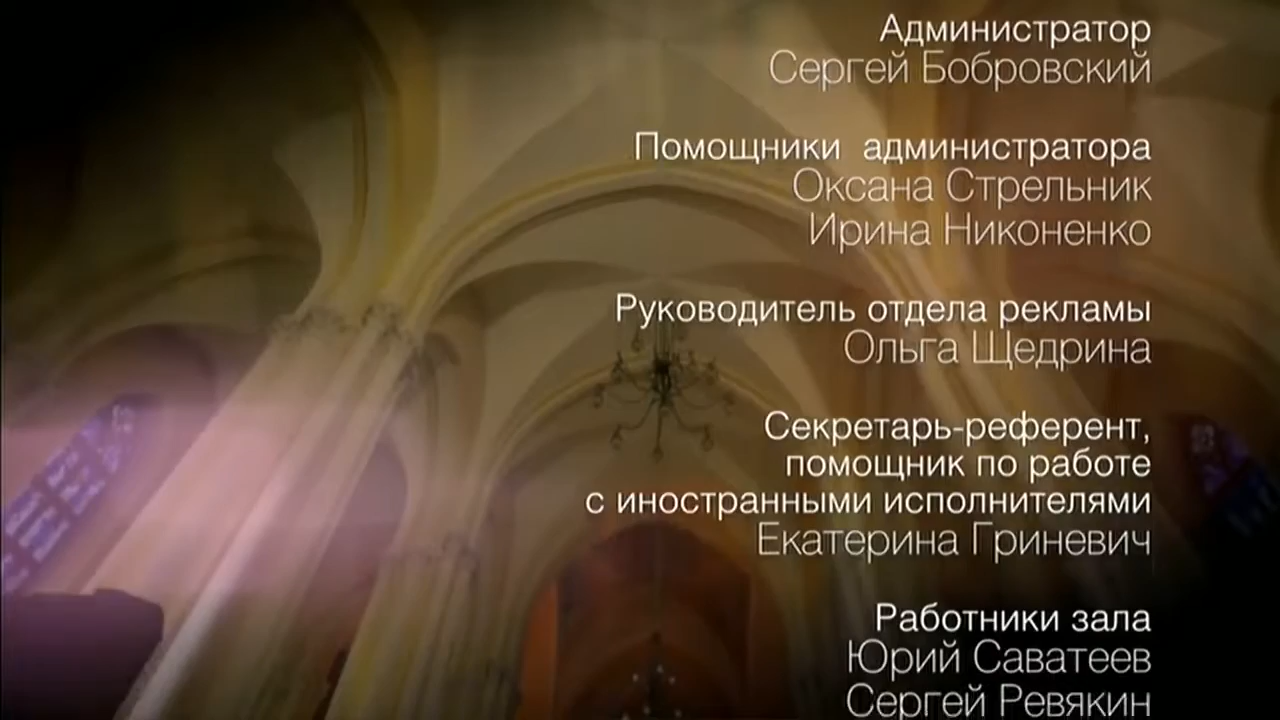 Администратор
Сергей Бобровский
Помощники администратора
Оксана Стрельник
Ирина Никоненко
Руководитель отдела рекламы
Ольга Щедрина
Секретарь-референт,
помощник по работе
с иностранными исполнителями
Екатерина Гриневич
Работники зала
Юрий Саватеев
Сергей Ревякин